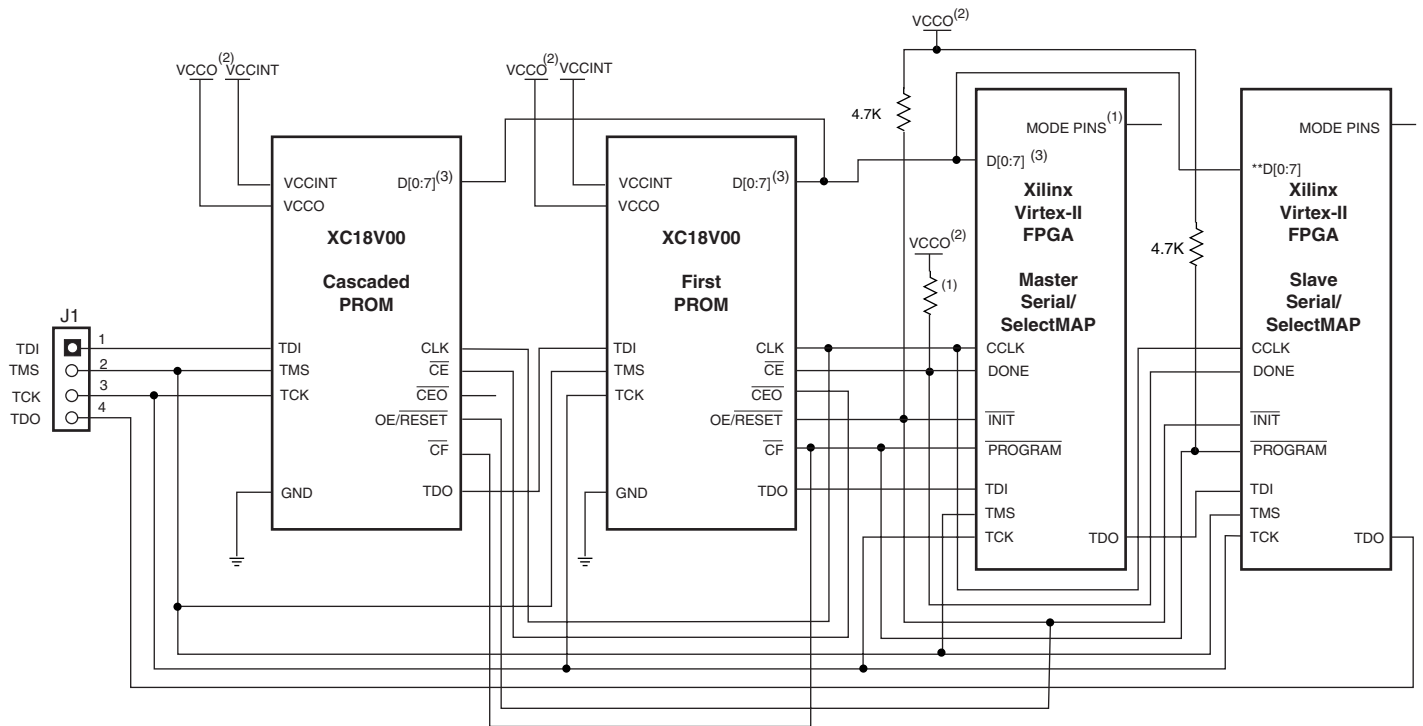 VCCO(2)
VCCO(2) VCCINT
VCCO(2) VCCINT
4.7K
MODE PINS(1)
MODE PINS
VCCINT
D[0:7](3)
VCCO
XC18V00
Cascaded
PROM
VCCINT
D[0:7](3)
VCCO
XC18V00
First
PROM
D[0:7](3)
Xilinx
Virtex-II
FPGA
Master
Serial/
SelectMAP
**D[0:7]
Xilinx
Virtex-II
FPGA
Slave
Serial/
SelectMAP
VCCO(2)
(1)
4.7K
J1
TDI
TMS
TCK
TDO
1
2
3
4
TDI
TMS
TCK
GND
CLK
CE
CEO
OE/RESET
CF
TDO
TDI
TMS
TCK
GND
CLK
CE
CEO
OE/RESET
CF
TDO
CCLK
DONE
INIT
PROGRAM
TDI
TMS
TCK
TDO
CCLK
DONE
INIT
PROGRAM
TDI
TMS
TCK
TDO